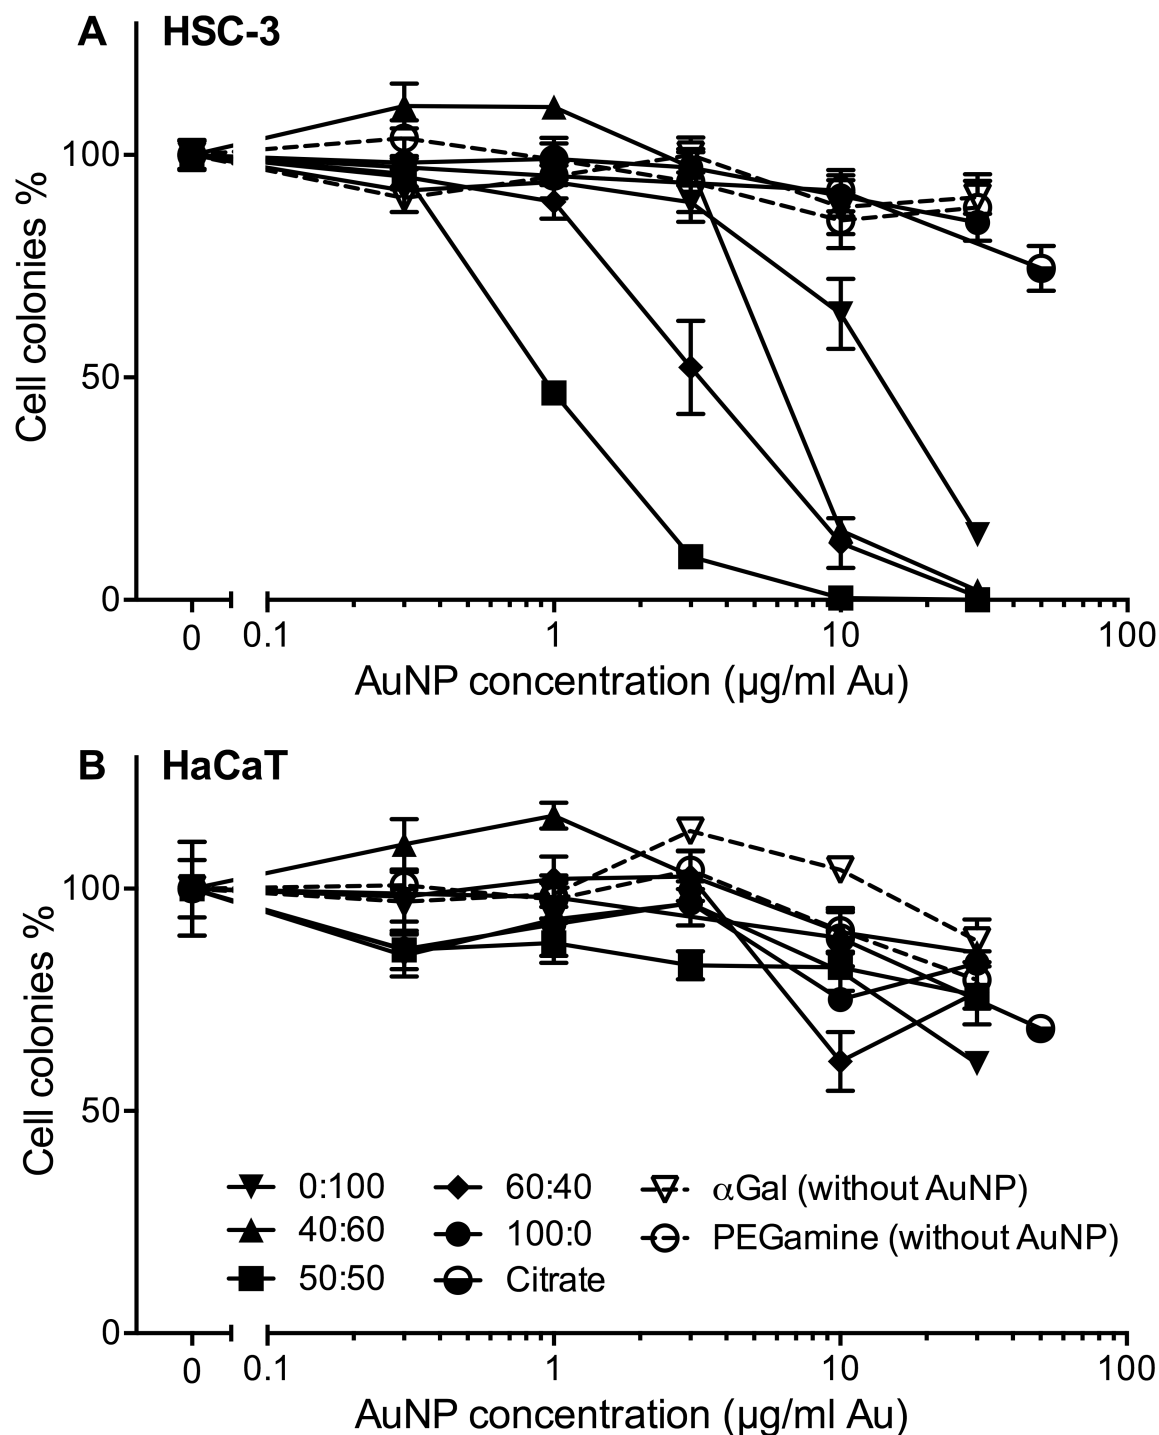 A HSC-3
Cell colonies %
100
50
0
0 0.1 1 10 100
AuNP concentration (µg/ml Au)
B HaCaT
Cell colonies %
100
50
0
0:100 60:40 αGal (without AuNP)
40:60 100:0 PEGamine (without AuNP)
50:50 Citrate
0 0.1 1 10 100
AuNP concentration (µg/ml Au)